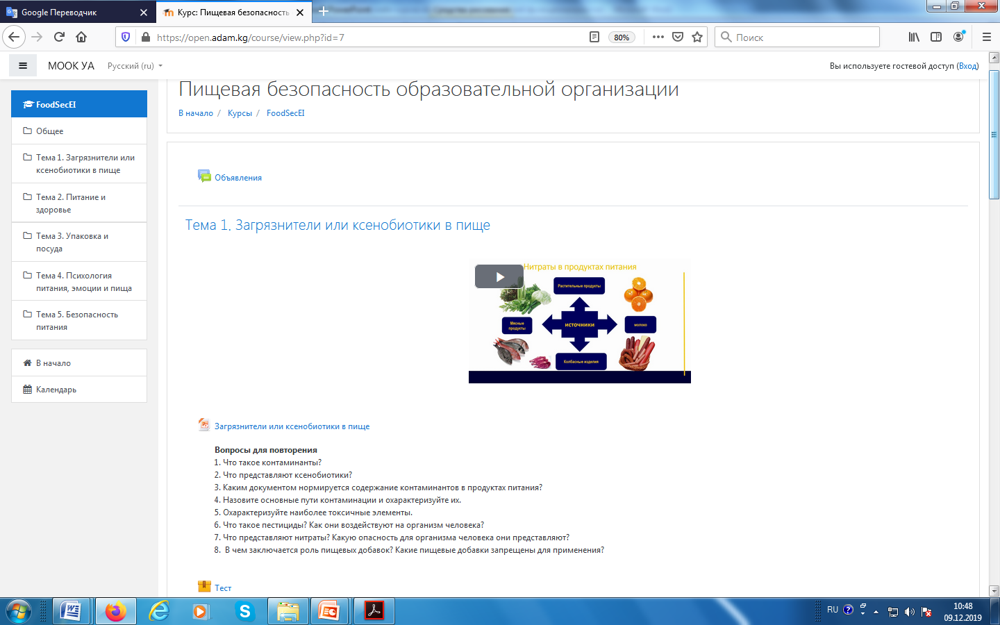 Google Переводчик
Курс: Пищевая безопасность
https://open.adam.kg/course/view.php?id=7
80%
Поиск
МООК УА
Русский (ru)
Вы используете гостевой доступ (Вход)
FoodSecEI
Общее
Тема 1. Загрязнители или
ксенобиотики в пище
Тема 2. Питание и
здоровье
Тема 3. Упаковка и
посуда
Тема 4. Психология
питания, эмоции и пища
Тема 5. Безопасность
питания
В начало
Календарь
Пищевая безопасность образовательной организации
В начало / Курсы / FoodSecEI
Объявления
Тема 1. Загрязнители или ксенобиотики в пище
Нитраты в продуктах питания
Растительные продукты
Мясные
продукты
источники
молоко
Колбасные изделия
Загрязнители или ксенобиотики в пище
Вопросы для повторения
1. Что такое контаминанты?
2. Что представляют ксенобиотики?
3. Каким документом нормируется содержание контаминантов в продуктах питания?
4. Назовите основные пути контаминации и охарактеризуйте их.
5. Охарактеризуйте наиболее токсичные элементы.
6. Что такое пестициды? Как они воздействуют на организм человека?
7. Что представляют нитраты? Какую опасность для организма человека они представляют?
8. В чем заключается роль пищевых добавок? Какие пищевые добавки запрещены для применения?
Тест
RU
10:48
09.12.2019